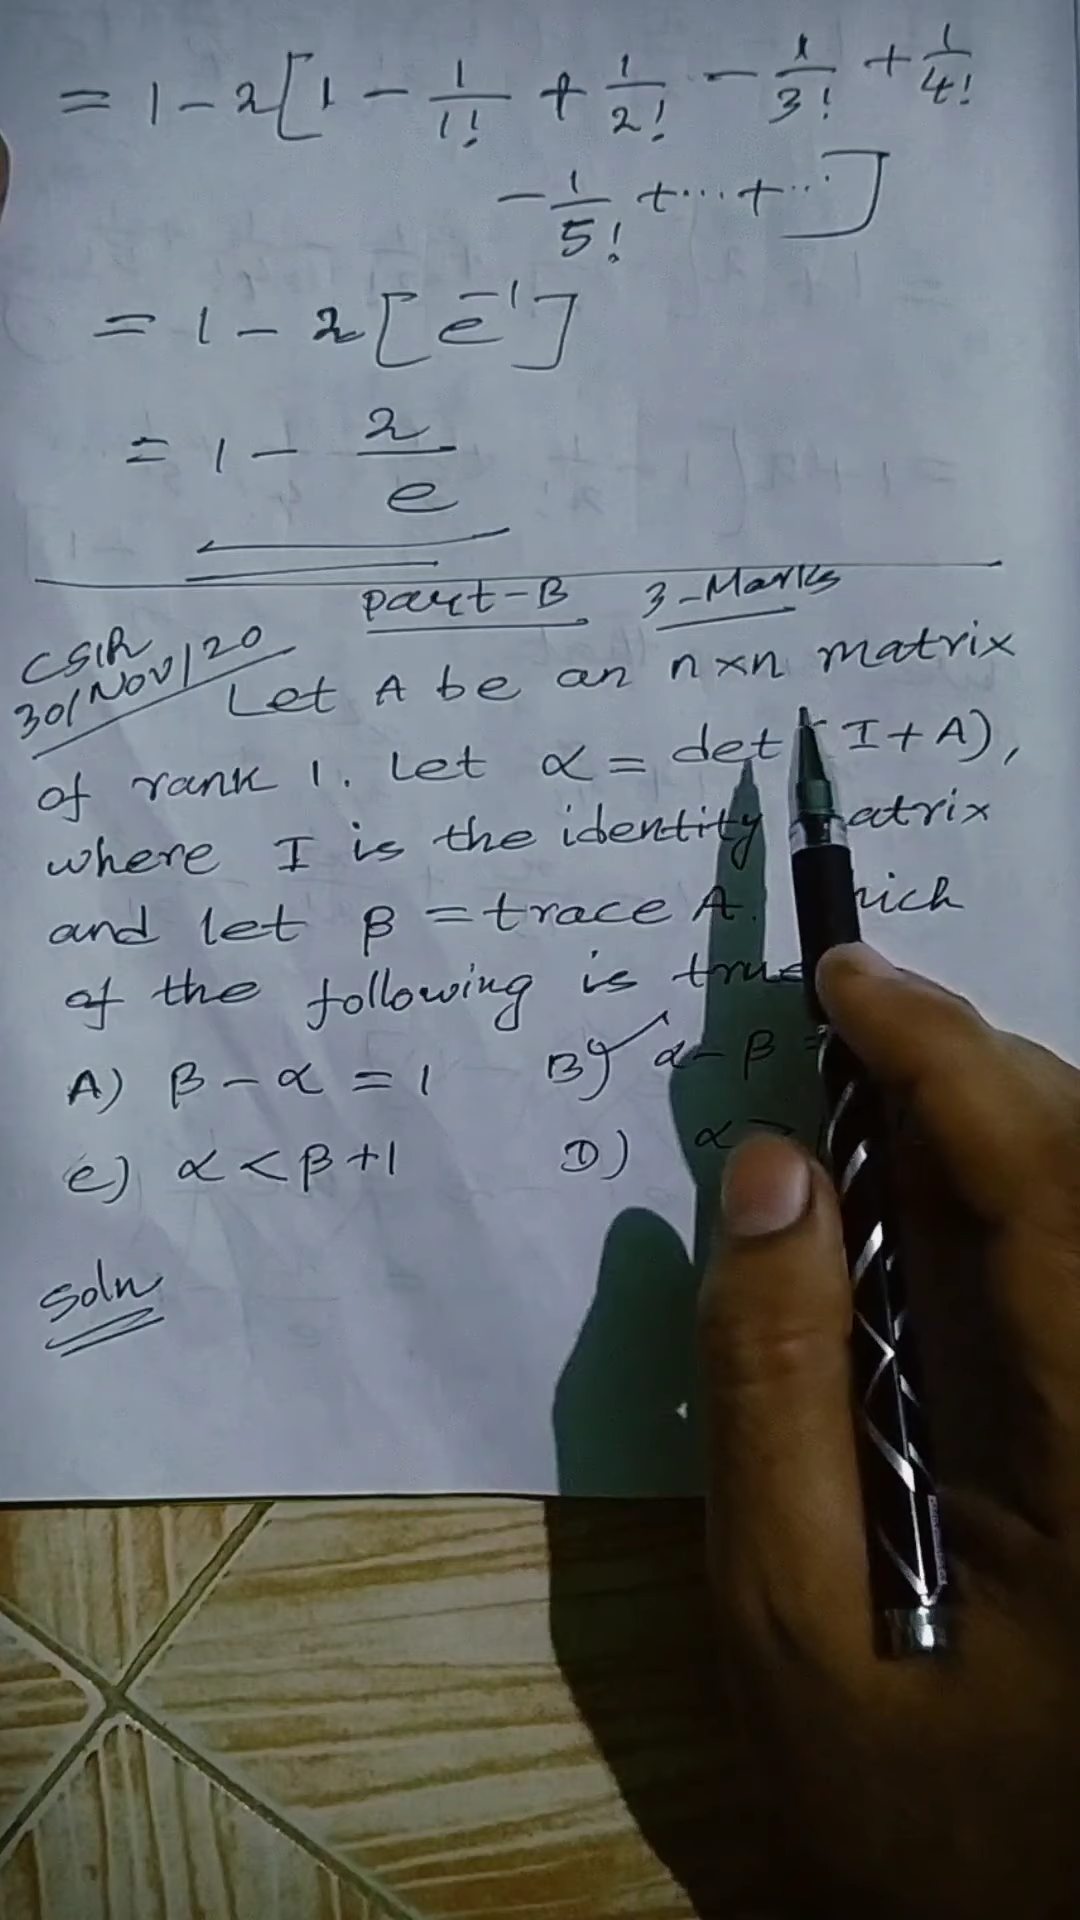 = 1 - 2[1 - 1/1! + 1/2! - 1/3! + 1/4!
- 1/5! + ... + ...]
= 1 - 2[e^-1]
= 1 - 2/e
Part-B 3-Marks
CSIR
30/Nov/20
Let A be an n×n matrix
of rank 1. Let α = det (I + A),
where I is the identity matrix
and let β = trace A.
of the following is true
A) β - α = 1 B) α - β =
C) α < β + 1 D) α
Soln